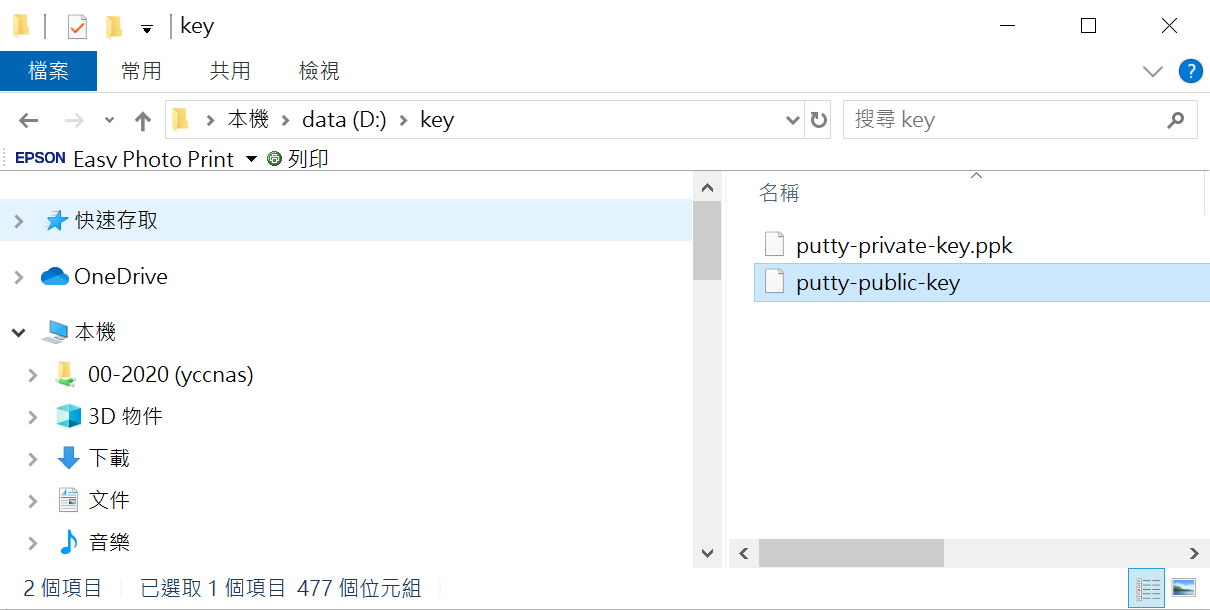 key
檔案 常用 共用 檢視
本機 data (D:) key 搜尋 key
EPSON Easy Photo Print 列印
快速存取
OneDrive
本機
00-2020 (yccnas)
3D 物件
下載
文件
音樂
名稱
putty-private-key.ppk
putty-public-key
2 個項目 已選取 1 個項目 477 個位元組